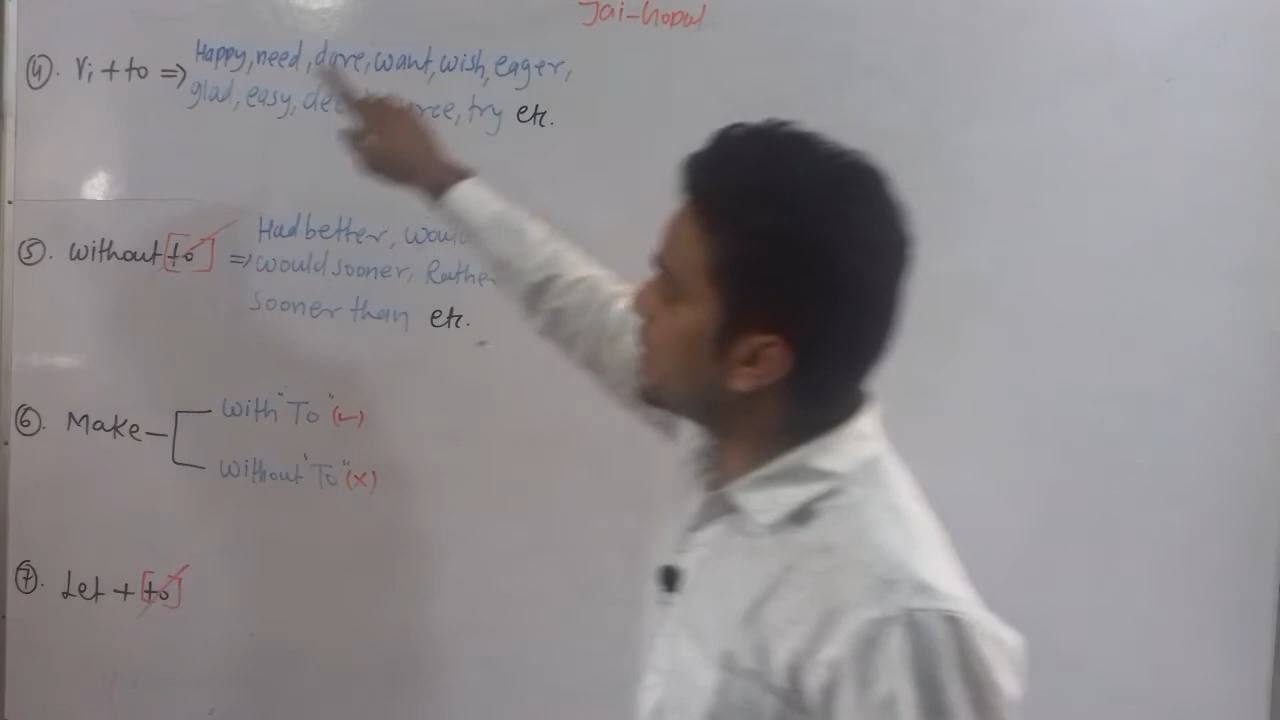 Jai-Gopal
④. V₁ + to ⇒ Happy, need, dare, want, wish, eager,
glad, easy, try etc.
⑤. without [to] ⇒ Had better,
would sooner, Rather
sooner than etc.
⑥. Make
With "To" (✓)
Without "To" (×)
⑦. Let + [to]